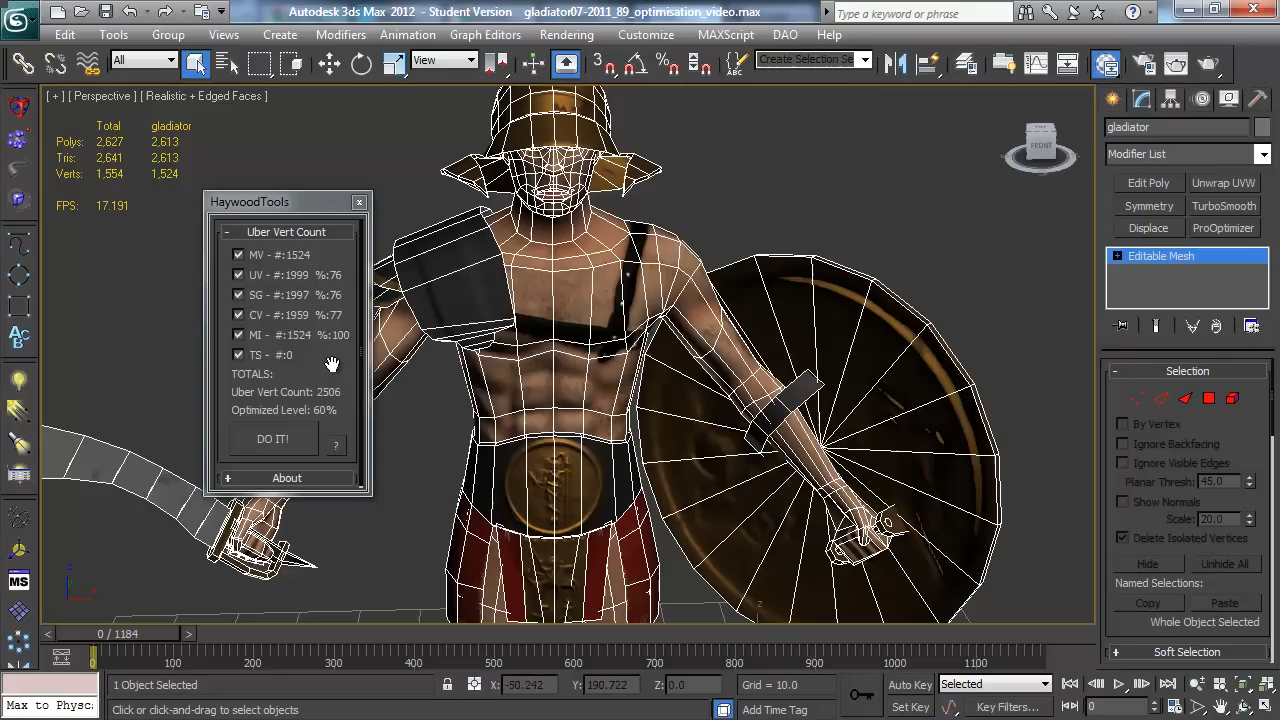 Autodesk 3ds Max 2012 - Student Version gladiator07-2011_89_optimisation_video.max
Type a keyword or phrase
Edit Tools Group Views Create Modifiers Animation Graph Editors Rendering Customize MAXScript DAO Help
All
View
Create Selection Se
[ + ] [ Perspective ] [ Realistic + Edged Faces ]
Total gladiator
Polys: 2,627 2,613
Tris: 2,641 2,613
Verts: 1,554 1,524
FPS: 17.191
HaywoodTools
- Uber Vert Count
MV - #:1524
UV - #:1999 %:76
SG - #:1997 %:76
CV - #:1959 %:77
MI - #:1524 %:100
TS - #:0
TOTALS:
Uber Vert Count: 2506
Optimized Level: 60%
DO IT!
?
+ About
FRONT
gladiator
Modifier List
Edit Poly Unwrap UVW
Symmetry TurboSmooth
Displace ProOptimizer
Editable Mesh
- Selection
By Vertex
Ignore Backfacing
Ignore Visible Edges
Planar Thresh: 45.0
Show Normals
Scale: 20.0
Delete Isolated Vertices
Hide Unhide All
Named Selections:
Copy Paste
Whole Object Selected
+ Soft Selection
MS
z
x
z
z
< 0 / 1184 >
0 100 200 300 400 500 600 700 800 900 1000 1100
1 Object Selected
X: -50.242 Y: 190.722 Z: 0.0
Grid = 10.0
Auto Key Selected
Max to Physc
Click or click-and-drag to select objects
Add Time Tag
Set Key Key Filters...
0